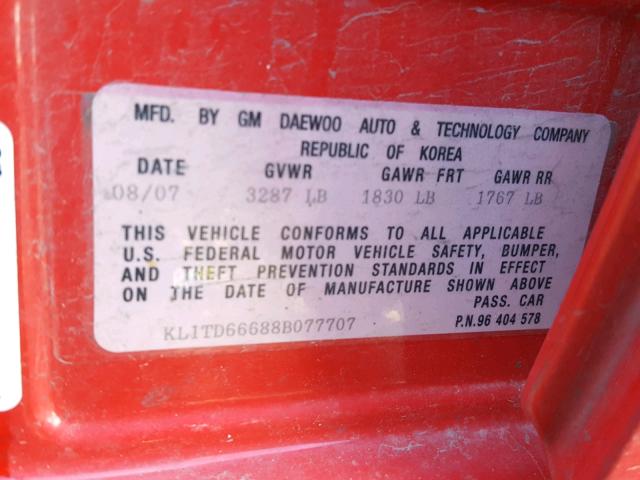 MFD. BY GM DAEWOO AUTO & TECHNOLOGY COMPANY
REPUBLIC OF KOREA
DATE GVWR GAWR FRT GAWR RR
08/07 3287 LB 1830 LB 1767 LB
THIS VEHICLE CONFORMS TO ALL APPLICABLE
U.S. FEDERAL MOTOR VEHICLE SAFETY, BUMPER,
AND THEFT PREVENTION STANDARDS IN EFFECT
ON THE DATE OF MANUFACTURE SHOWN ABOVE
PASS. CAR
KL1TD66688B077707 P.N.96 404 578